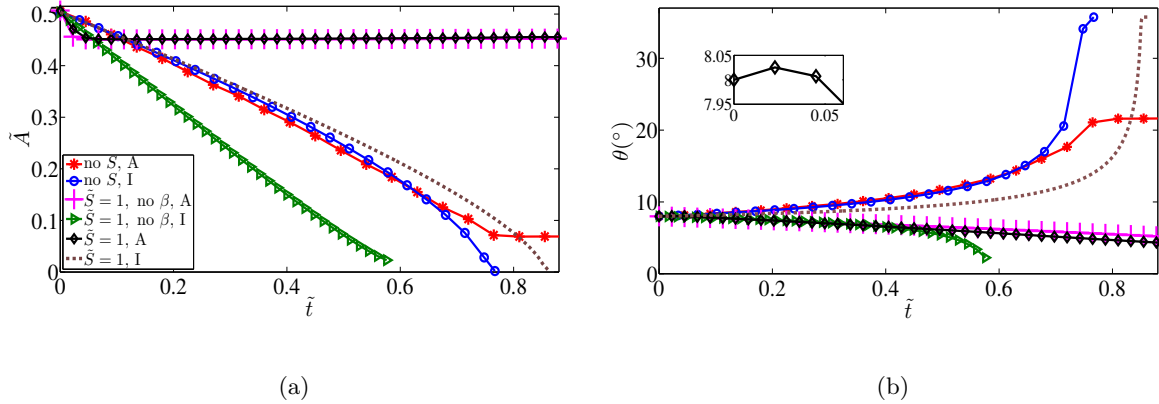 0.5
0.4
0.3
0.2
0.1
0
Ã
no S, A
no S, I
S̃ = 1, no β, A
S̃ = 1, no β, I
S̃ = 1, A
S̃ = 1, I
0 0.2 0.4 0.6 0.8
t̃
(a)
30
20
10
0
θ(°)
8.05
8
7.95
0 0.05
0 0.2 0.4 0.6 0.8
t̃
(b)